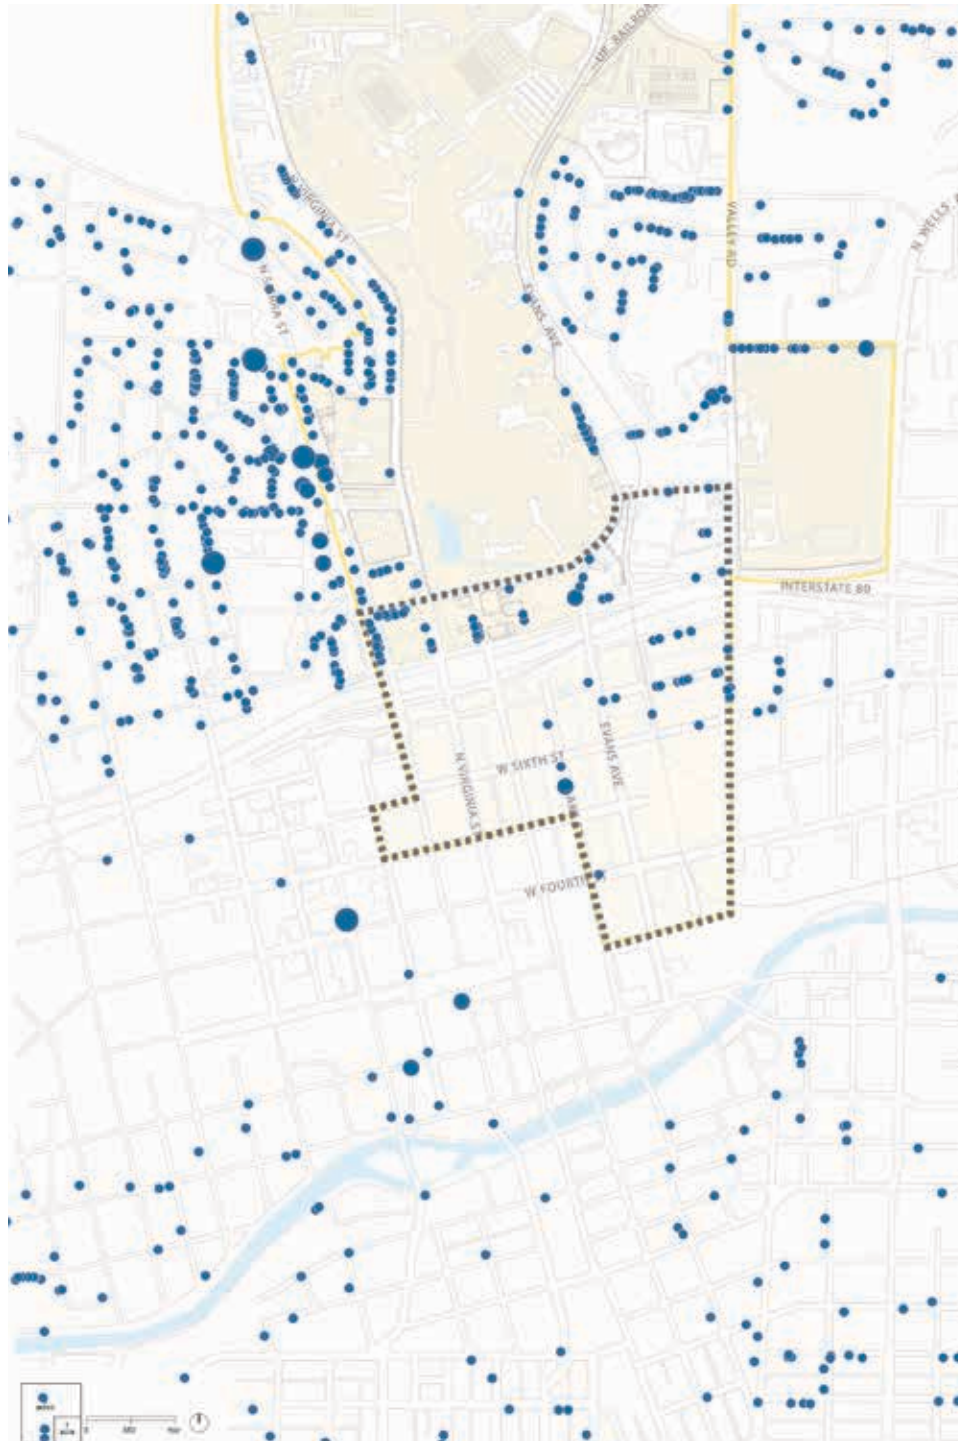 UP RAILROA
N VIRGINIA ST
VALLEY RD
N WELLS A
N SIERRA ST
EVANS AVE
INTERSTATE 80
EVANS AVE
W SIXTH ST
N VIRGINIA ST
W FOURTH